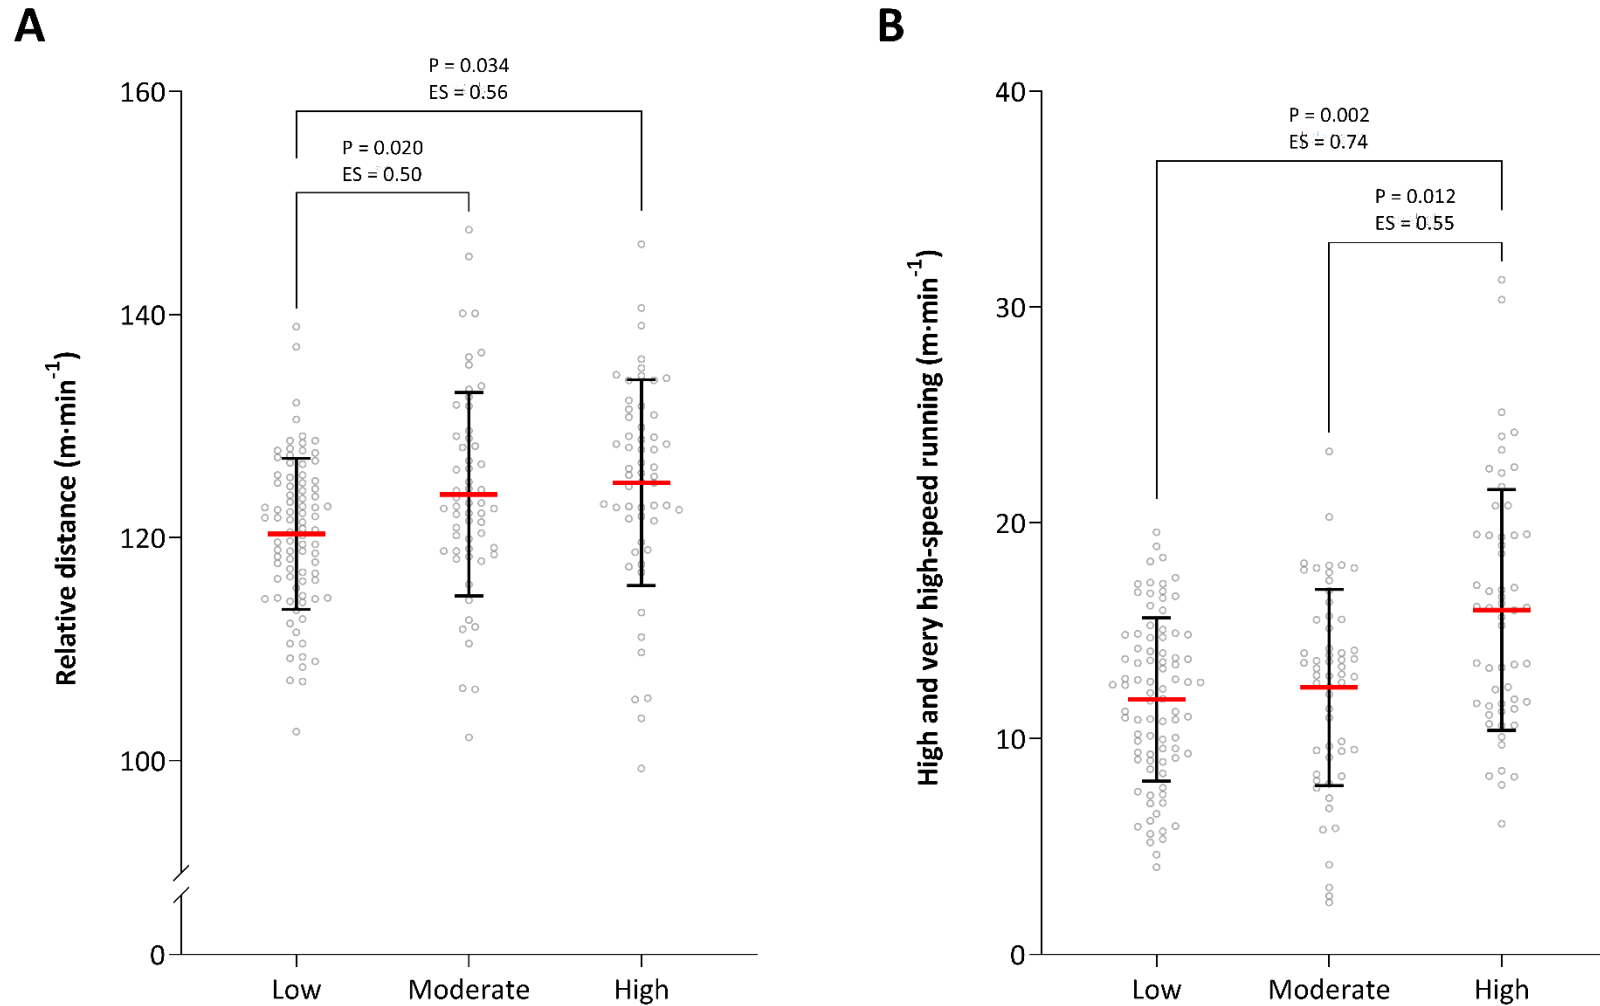 A
P = 0.034
ES = 0.56
P = 0.020
ES = 0.50
Relative distance (m·min-1)
160
140
120
100
0
Low Moderate High
B
P = 0.002
ES = 0.74
P = 0.012
ES = 0.55
High and very high-speed running (m·min-1)
40
30
20
10
0
Low Moderate High